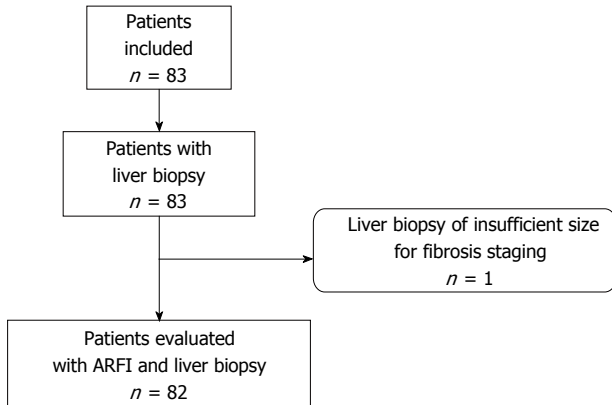 Patients
included
n = 83
Patients with
liver biopsy
n = 83
Liver biopsy of insufficient size
for fibrosis staging
n = 1
Patients evaluated
with ARFI and liver biopsy
n = 82